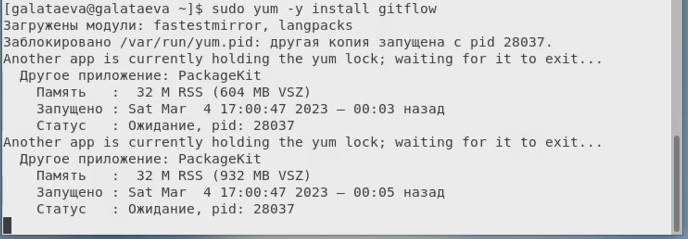 [galataeva@galataeva ~]$ sudo yum -y install gitflow
Загружены модули: fastestmirror, langpacks
Заблокировано /var/run/yum.pid: другая копия запущена с pid 28037.
Another app is currently holding the yum lock; waiting for it to exit...
  Другое приложение: PackageKit
    Память   :  32 M RSS (604 MB VSZ)
    Запущено : Sat Mar  4 17:00:47 2023 — 00:03 назад
    Статус   : Ожидание, pid: 28037
Another app is currently holding the yum lock; waiting for it to exit...
  Другое приложение: PackageKit
    Память   :  32 M RSS (932 MB VSZ)
    Запущено : Sat Mar  4 17:00:47 2023 — 00:05 назад
    Статус   : Ожидание, pid: 28037